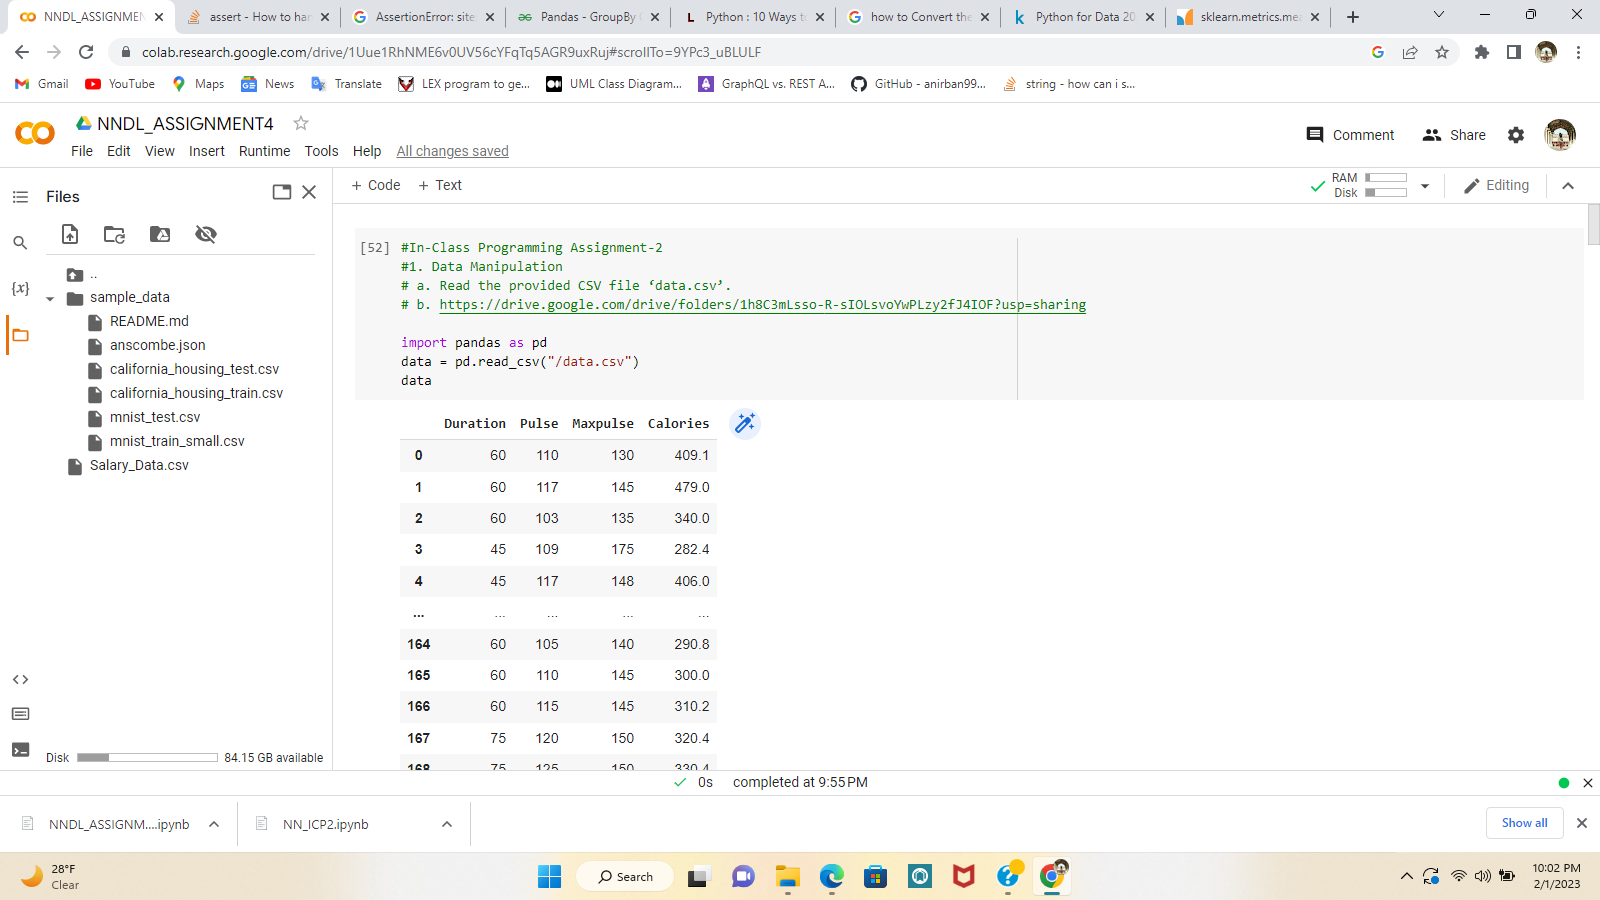 NNDL_ASSIGNMEN
assert - How to han
AssertionError: site
Pandas - GroupBy
Python : 10 Ways t
how to Convert the
Python for Data 20
sklearn.metrics.mea
colab.research.google.com/drive/1Uue1RhNME6v0UV56cYFqTq5AGR9uxRuj#scrollTo=9YPc3_uBLULF
Gmail
YouTube
Maps
News
Translate
LEX program to ge...
UML Class Diagram...
GraphQL vs. REST A...
GitHub - anirban99...
string - how can i s...
NNDL_ASSIGNMENT4
Comment
Share
File Edit View Insert Runtime Tools Help All changes saved
Files
+ Code + Text
RAM
Disk
Editing
..
sample_data
README.md
anscombe.json
california_housing_test.csv
california_housing_train.csv
mnist_test.csv
mnist_train_small.csv
Salary_Data.csv
{x}
Disk 84.15 GB available
[52] #In-Class Programming Assignment-2
#1. Data Manipulation
# a. Read the provided CSV file ‘data.csv’.
# b. https://drive.google.com/drive/folders/1h8C3mLsso-R-sIOLsvoYwPLzy2fJ4IOF?usp=sharing
import pandas as pd
data = pd.read_csv("/data.csv")
data
Duration Pulse Maxpulse Calories
0 60 110 130 409.1
1 60 117 145 479.0
2 60 103 135 340.0
3 45 109 175 282.4
4 45 117 148 406.0
... ... ... ... ...
164 60 105 140 290.8
165 60 110 145 300.0
166 60 115 145 310.2
167 75 120 150 320.4
168 75 125 150 330.4
0s completed at 9:55 PM
NNDL_ASSIGNM....ipynb
NN_ICP2.ipynb
Show all
28°F
Clear
Search
10:02 PM
2/1/2023